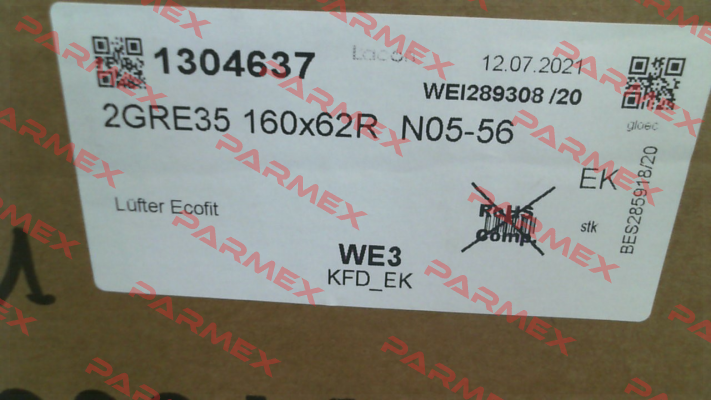 1304637
12.07.2021
WEI289308 /20
2GRE35 160x62R N05-56
EK
stk
BES285918/20
Lüfter Ecofit
RoHS
Comp.
WE3
KFD_EK
PARMEX